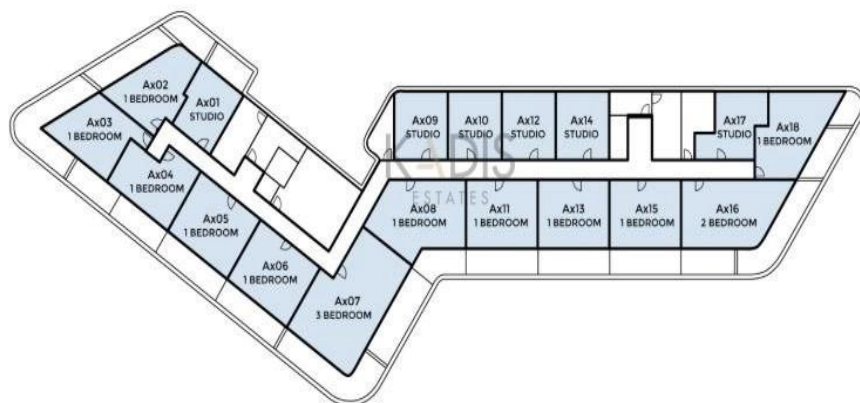 Ax02
1 BEDROOM
Ax01
STUDIO
Ax03
1 BEDROOM
Ax04
1 BEDROOM
Ax05
1 BEDROOM
Ax06
1 BEDROOM
Ax07
3 BEDROOM
Ax09
STUDIO
Ax10
STUDIO
Ax12
STUDIO
Ax14
STUDIO
Ax17
STUDIO
Ax18
1 BEDROOM
KADIS
ESTATES
Ax08
1 BEDROOM
Ax11
1 BEDROOM
Ax13
1 BEDROOM
Ax15
1 BEDROOM
Ax16
2 BEDROOM